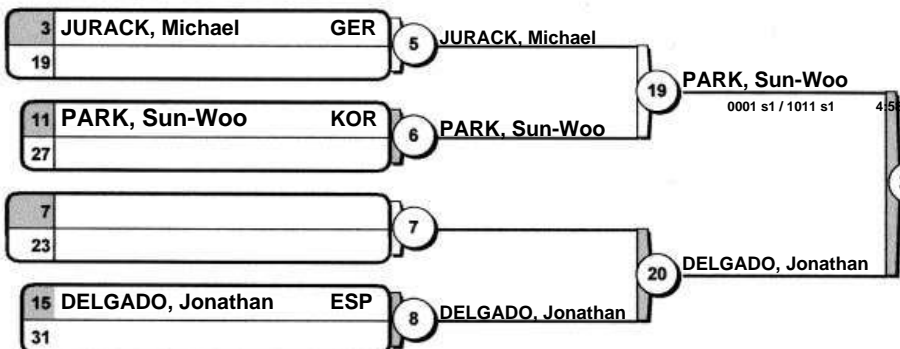 3 JURACK, Michael GER
19
5 JURACK, Michael
11 PARK, Sun-Woo KOR
27
6 PARK, Sun-Woo
19 PARK, Sun-Woo
0001 s1 / 1011 s1
7
23
7
15 DELGADO, Jonathan ESP
31
8 DELGADO, Jonathan
20 DELGADO, Jonathan